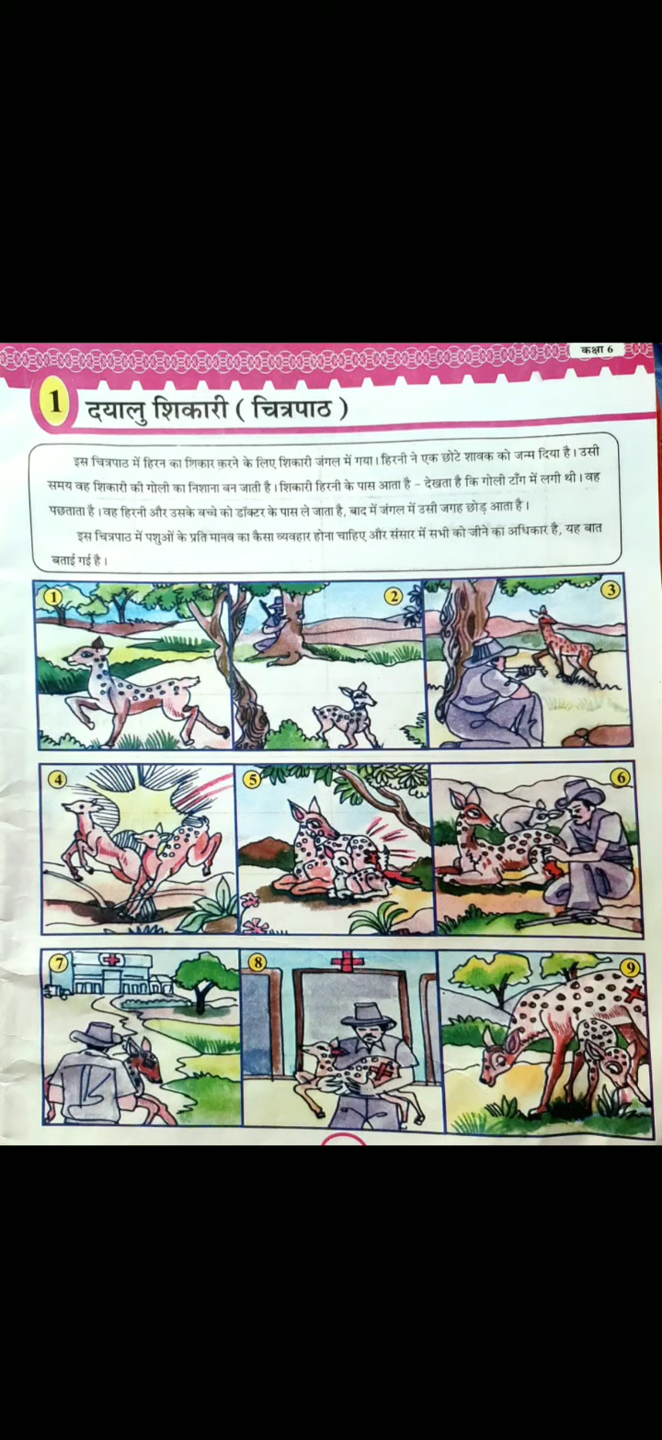 कक्षा 6
1 दयालु शिकारी ( चित्रपाठ )
इस चित्रपाठ में हिरन का शिकार करने के लिए शिकारी जंगल में गया। हिरनी ने एक छोटे शावक को जन्म दिया है। उसी
समय वह शिकारी की गोली का निशाना बन जाती है। शिकारी हिरनी के पास आता है – देखता है कि गोली टाँग में लगी थी। वह
पछताता है। वह हिरनी और उसके बच्चे को डॉक्टर के पास ले जाता है, बाद में जंगल में उसी जगह छोड़ आता है।
इस चित्रपाठ में पशुओं के प्रति मानव का कैसा व्यवहार होना चाहिए और संसार में सभी को जीने का अधिकार है, यह बात
बताई गई है।
1
2
3
4
5
6
7
8
9